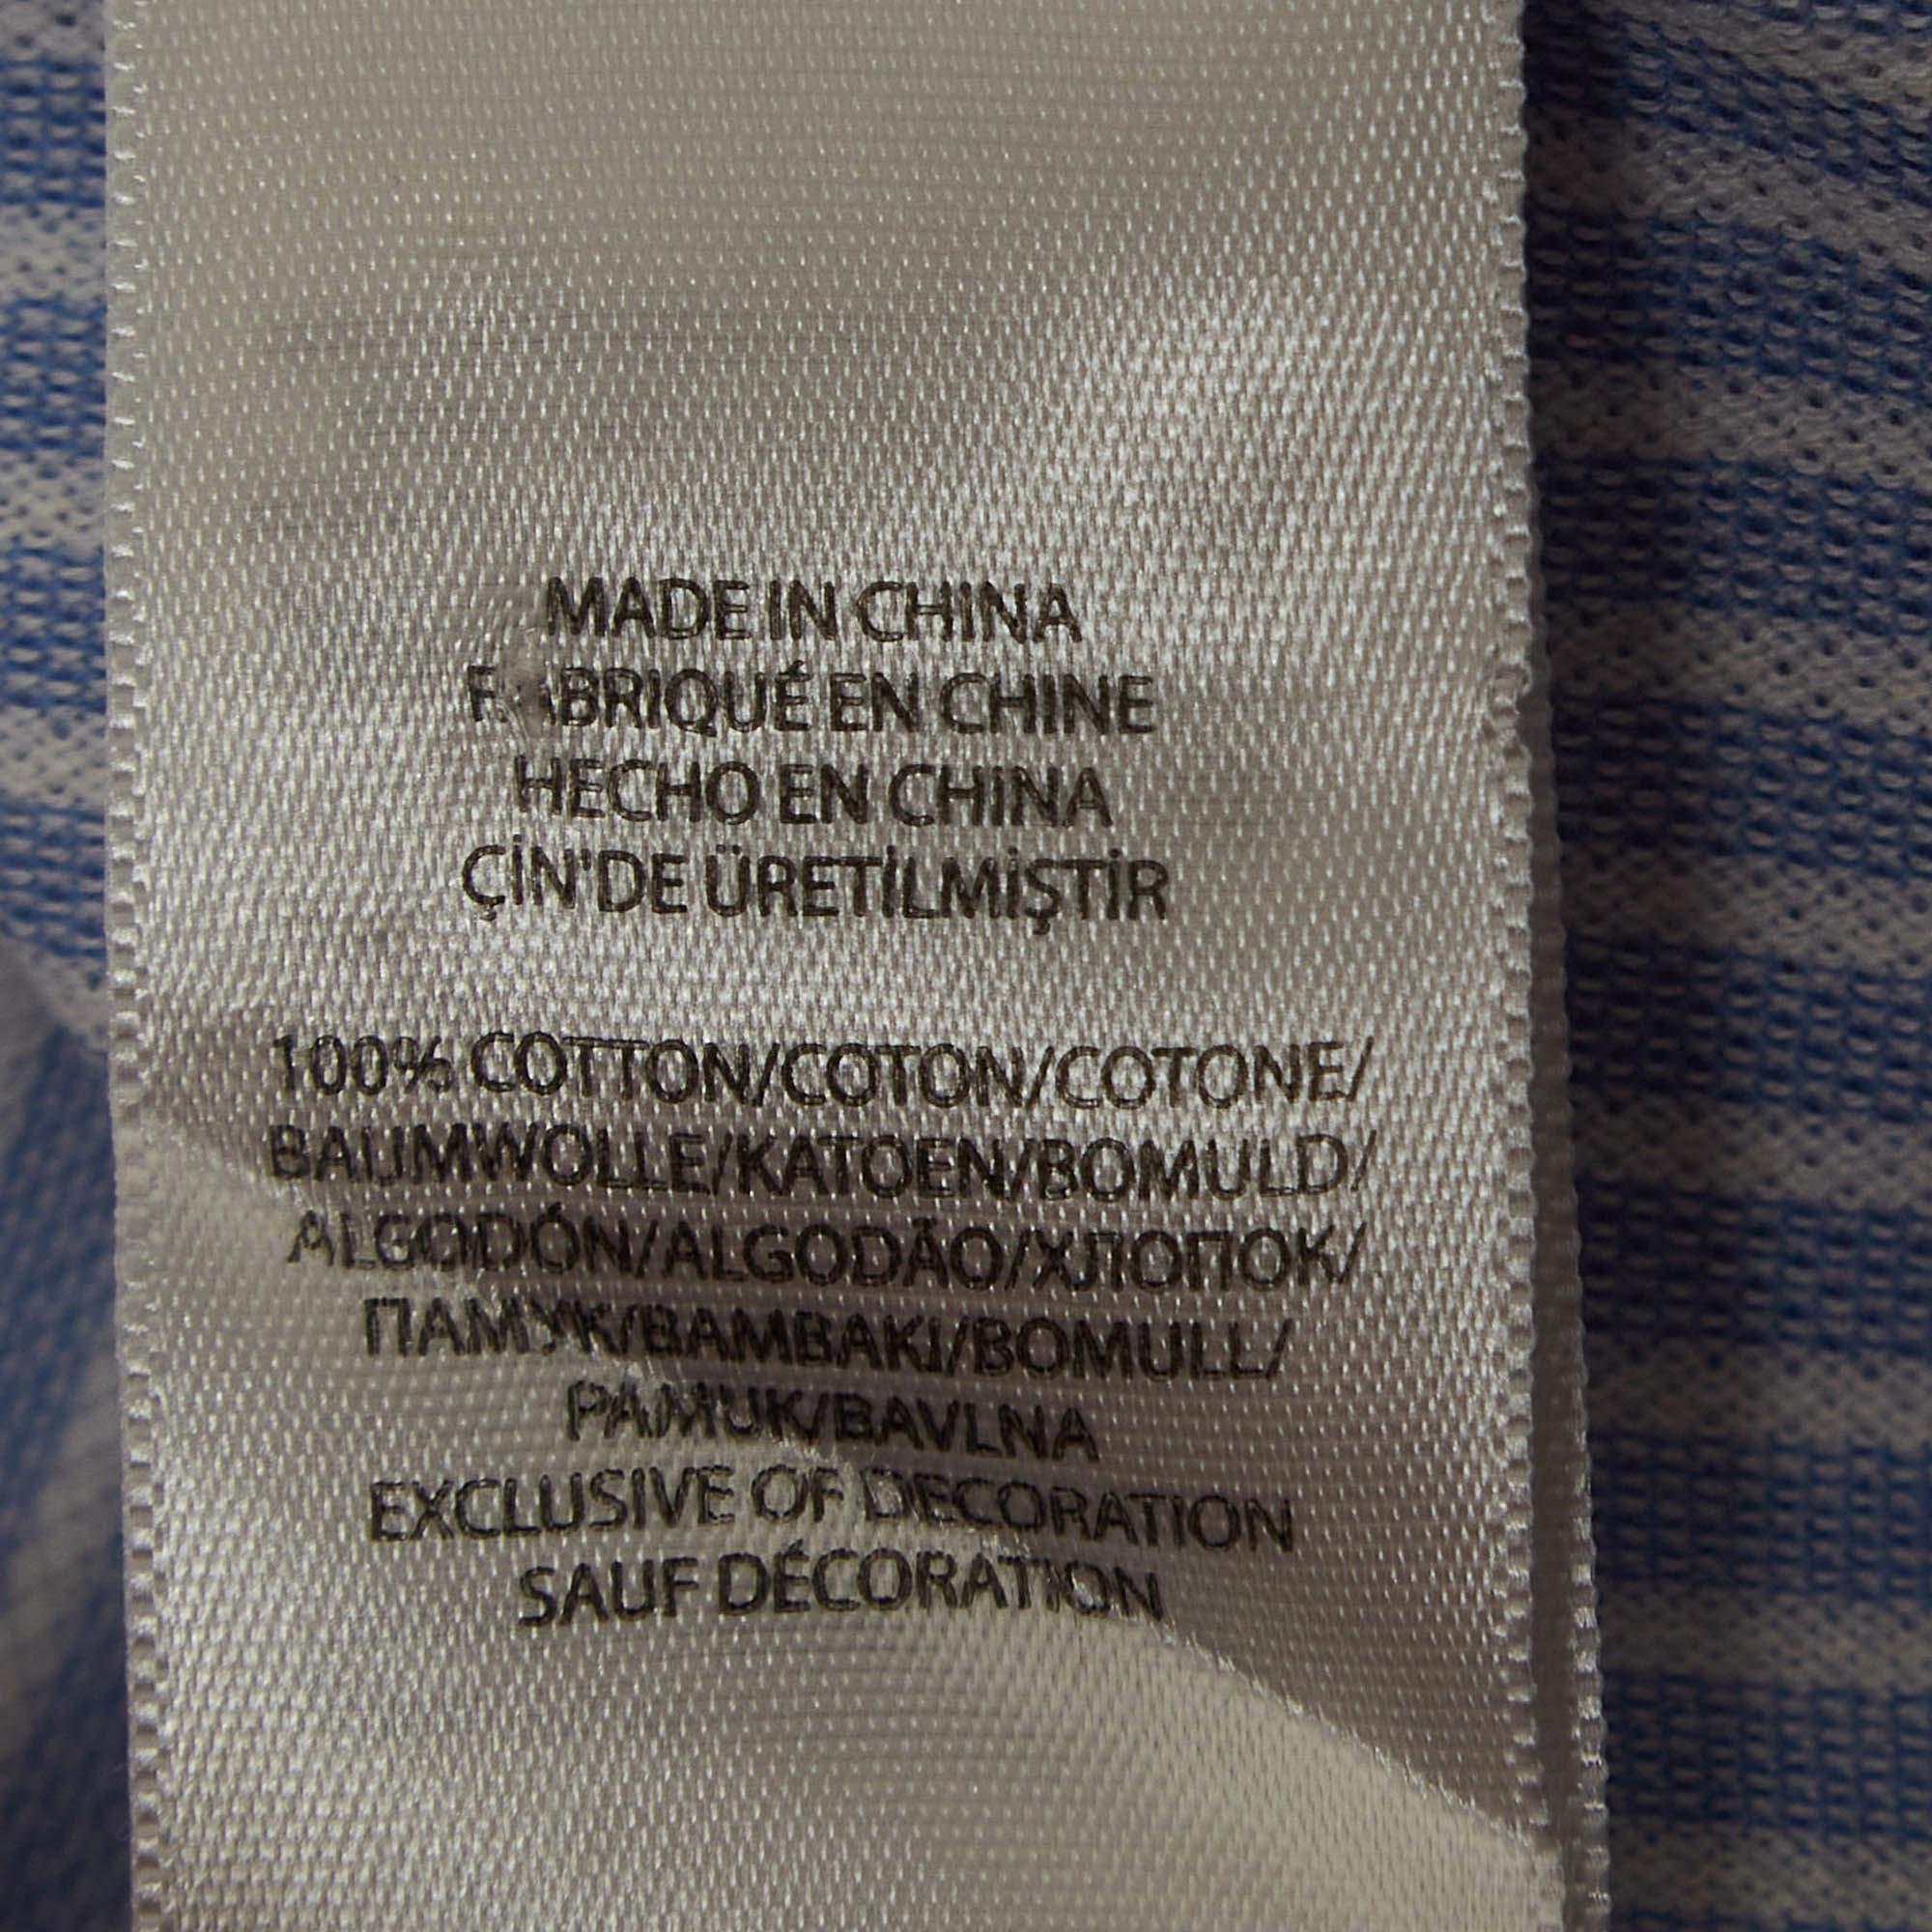 MADE IN CHINA
FABRIQUÉ EN CHINE
HECHO EN CHINA
ÇİN'DE ÜRETİLMİŞTİR
100% COTTON/COTON/COTONE/
BAUMWOLLE/KATOEN/BOMULD/
ALGODÓN/ALGODÃO/ХЛОПОК/
ПАМУК/BAMBAKI/BOMULL/
PAMUK/BAVLNA
EXCLUSIVE OF DECORATION
SAUF DÉCORATION